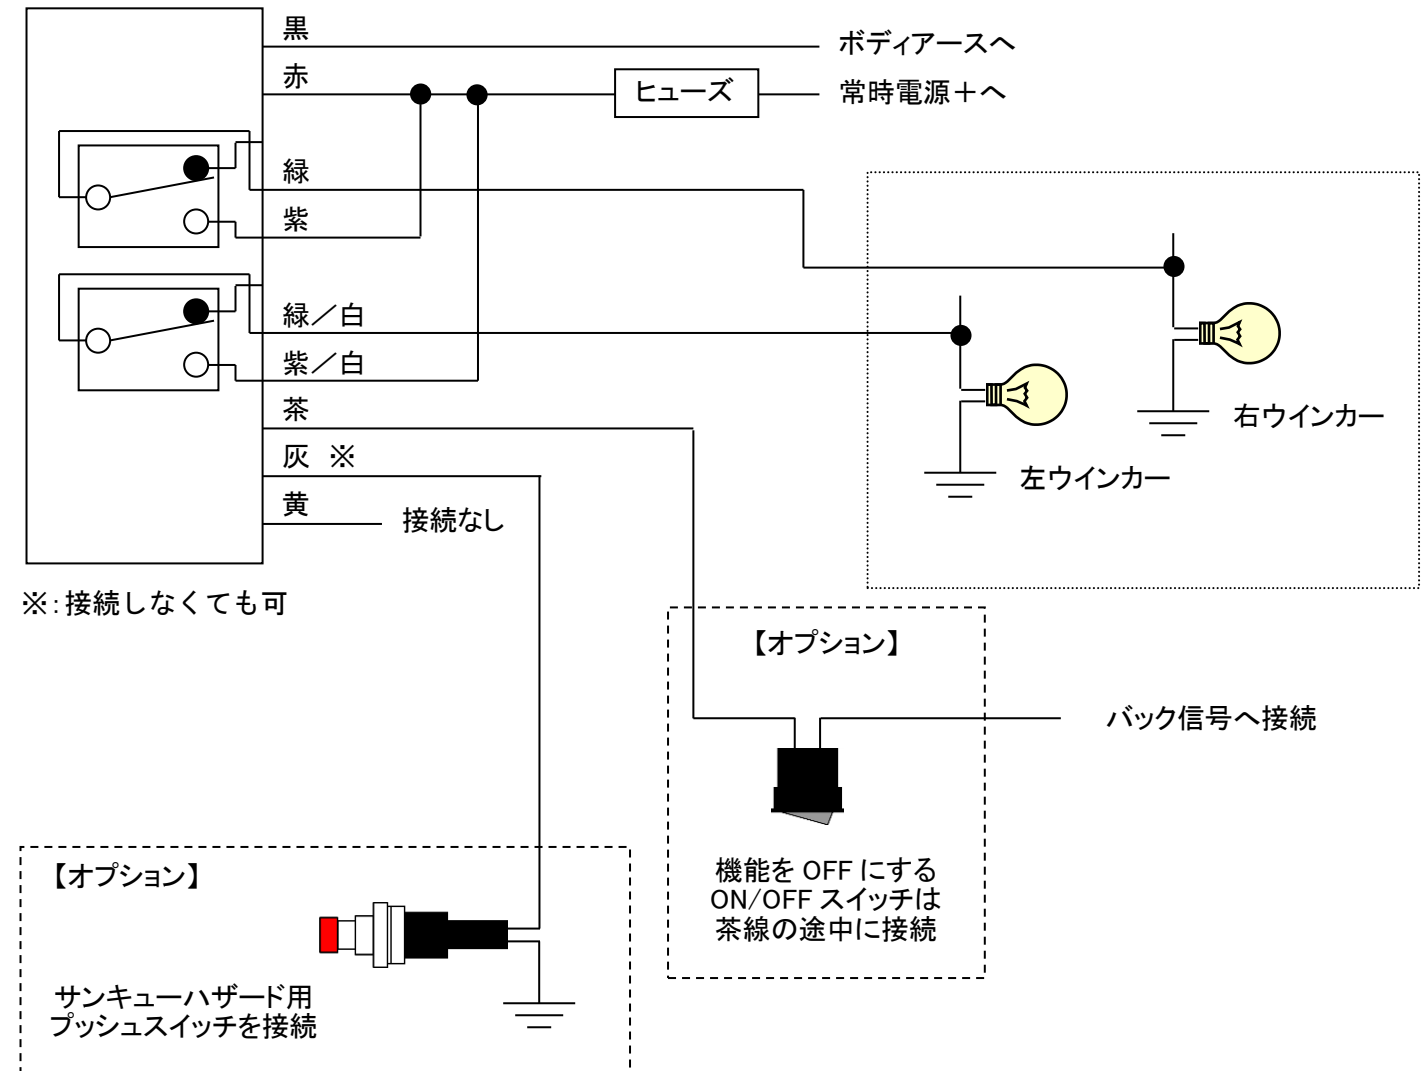 黒
ボディアースへ
赤
ヒューズ
常時電源＋へ
緑
紫
緑／白
紫／白
茶
灰 ※
黄
接続なし
右ウインカー
左ウインカー
※：接続しなくても可
【オプション】
バック信号へ接続
機能を OFF にする
ON/OFF スイッチは
茶線の途中に接続
【オプション】
サンキューハザード用
プッシュスイッチを接続